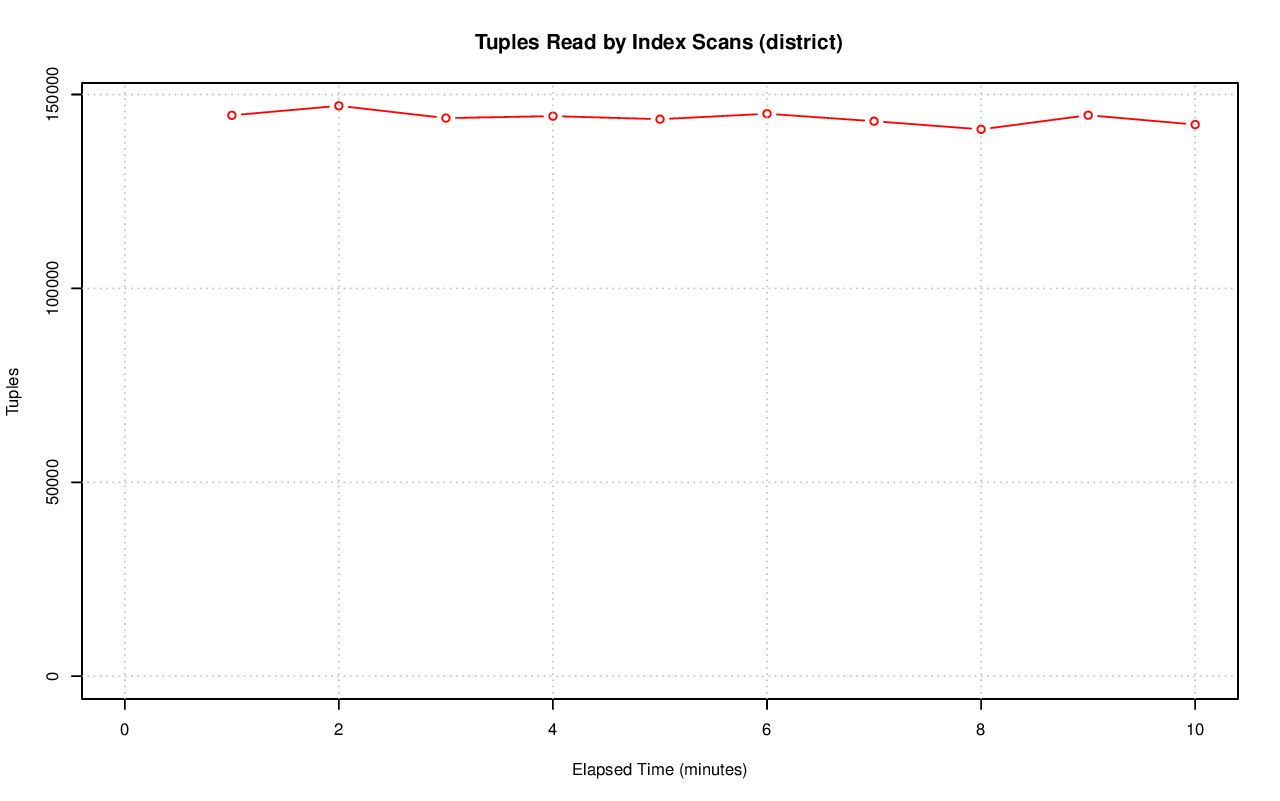 Tuples Read by Index Scans (district)
150000
100000
50000
0
Tuples
0 2 4 6 8 10
Elapsed Time (minutes)